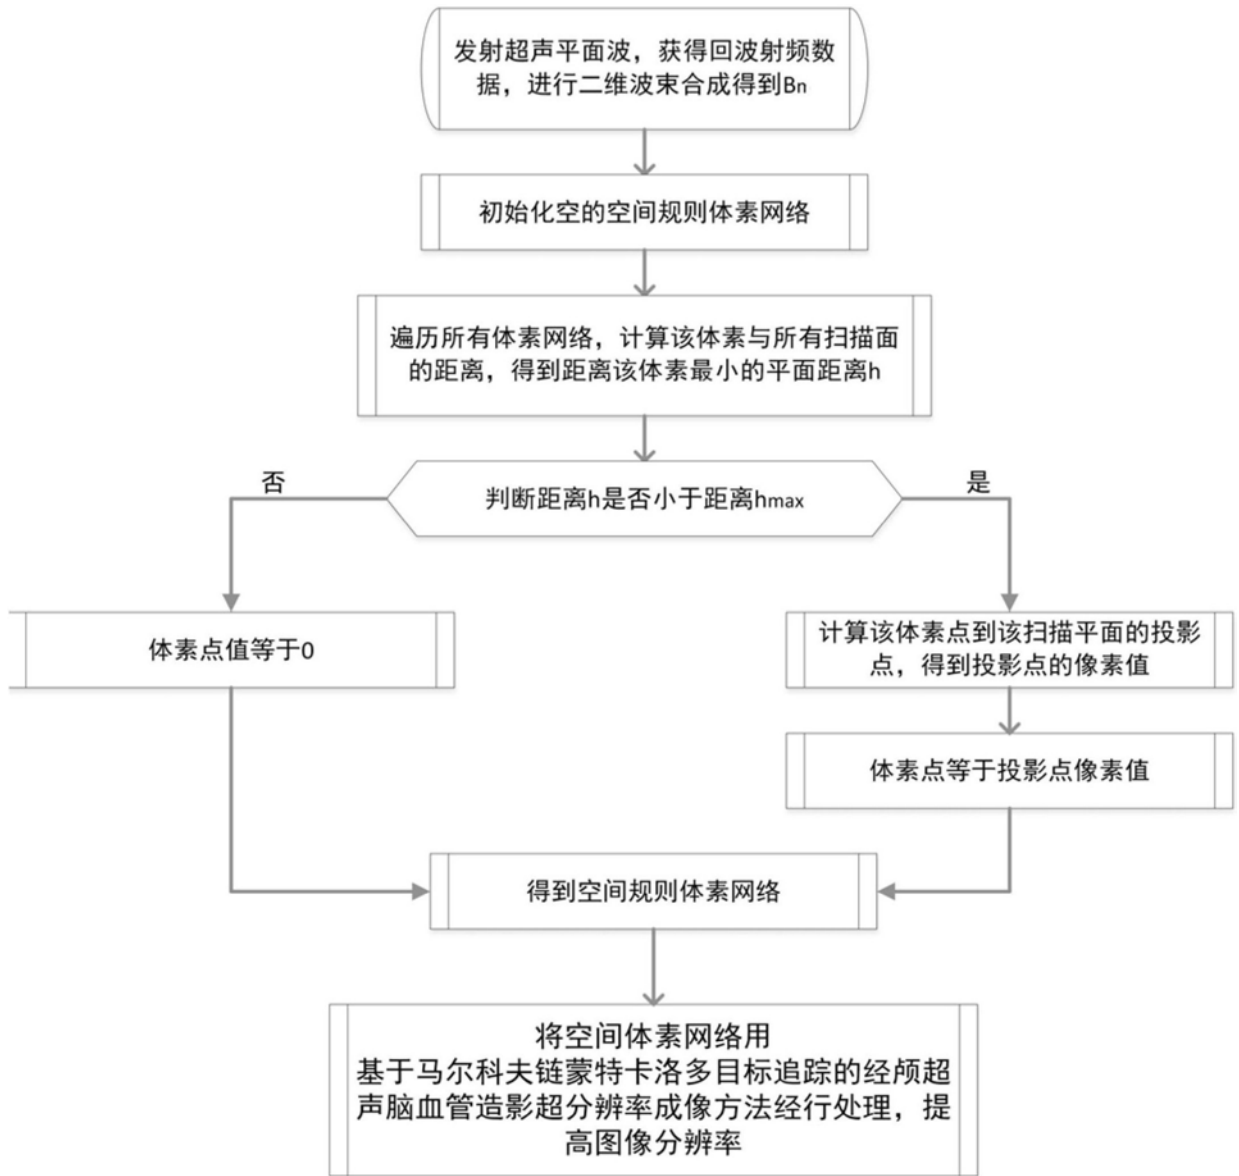 发射超声平面波，获得回波射频数
据，进行二维波束合成得到Bn
初始化空的空间规则体素网络
遍历所有体素网络，计算该体素与所有扫描面
的距离，得到距离该体素最小的平面距离h
否
判断距离h是否小于距离hmax
是
体素点值等于0
计算该体素点到该扫描平面的投影
点，得到投影点的像素值
体素点等于投影点像素值
得到空间规则体素网络
将空间体素网络用
基于马尔科夫链蒙特卡洛多目标追踪的经颅超
声脑血管造影超分辨率成像方法经行处理，提
高图像分辨率